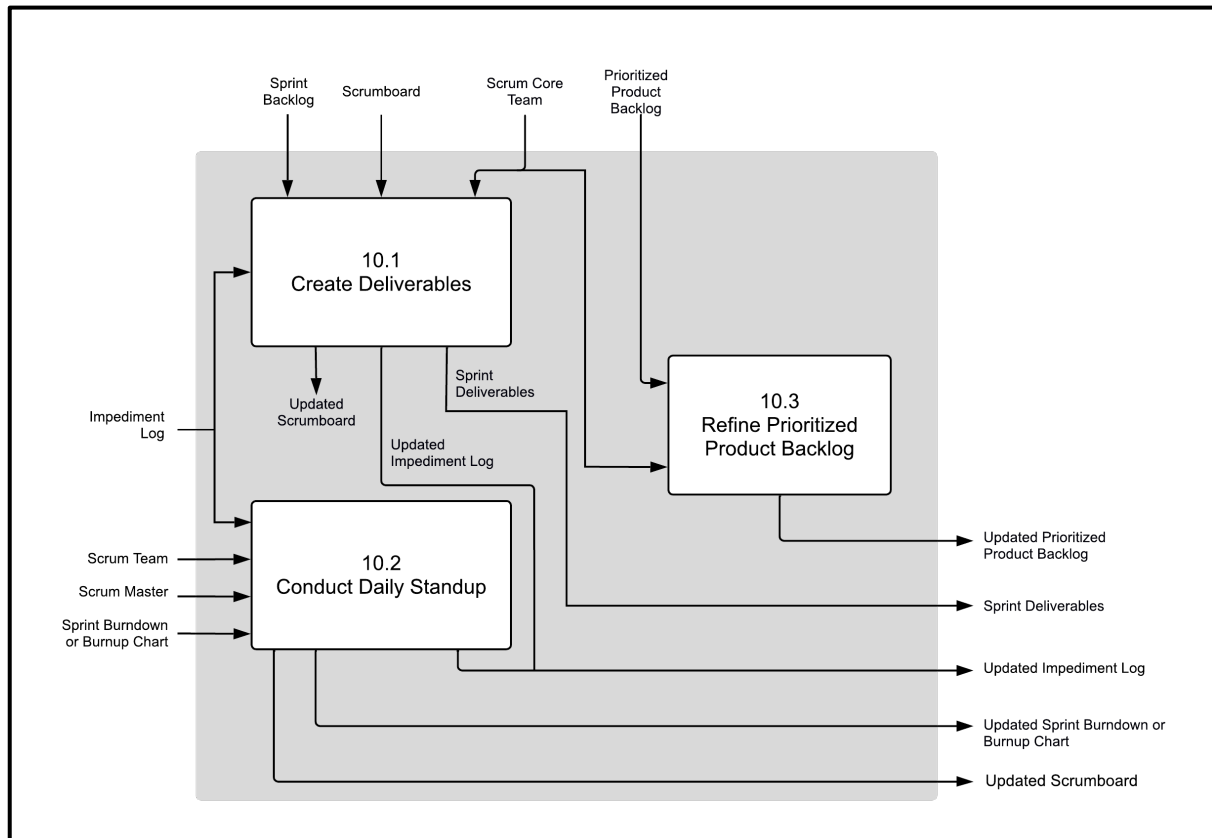 Sprint
Backlog
Scrumboard
Scrum Core
Team
Prioritized
Product
Backlog
10.1
Create Deliverables
Updated
Scrumboard
Sprint
Deliverables
Updated
Impediment Log
Impediment
Log
10.3
Refine Prioritized
Product Backlog
10.2
Conduct Daily Standup
Scrum Team
Scrum Master
Sprint Burndown
or Burnup Chart
Updated Prioritized
Product Backlog
Sprint Deliverables
Updated Impediment Log
Updated Sprint Burndown or
Burnup Chart
Updated Scrumboard